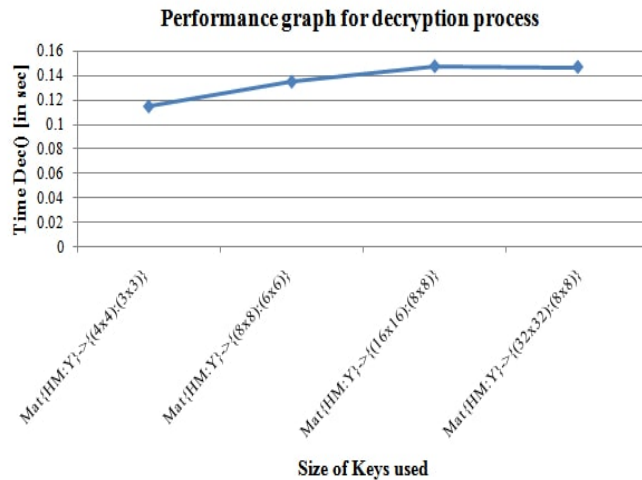 Performance graph for decryption process
Time Dec() [in sec]
0.16
0.14
0.12
0.1
0.08
0.06
0.04
0.02
0
Mat{HM:Y}->{(4x4):(3x3)}
Mat{HM:Y}->{(8x8):(6x6)}
Mat{HM:Y}->{(16x16):(8x8)}
Mat{HM:Y}->{(32x32):(8x8)}
Size of Keys used